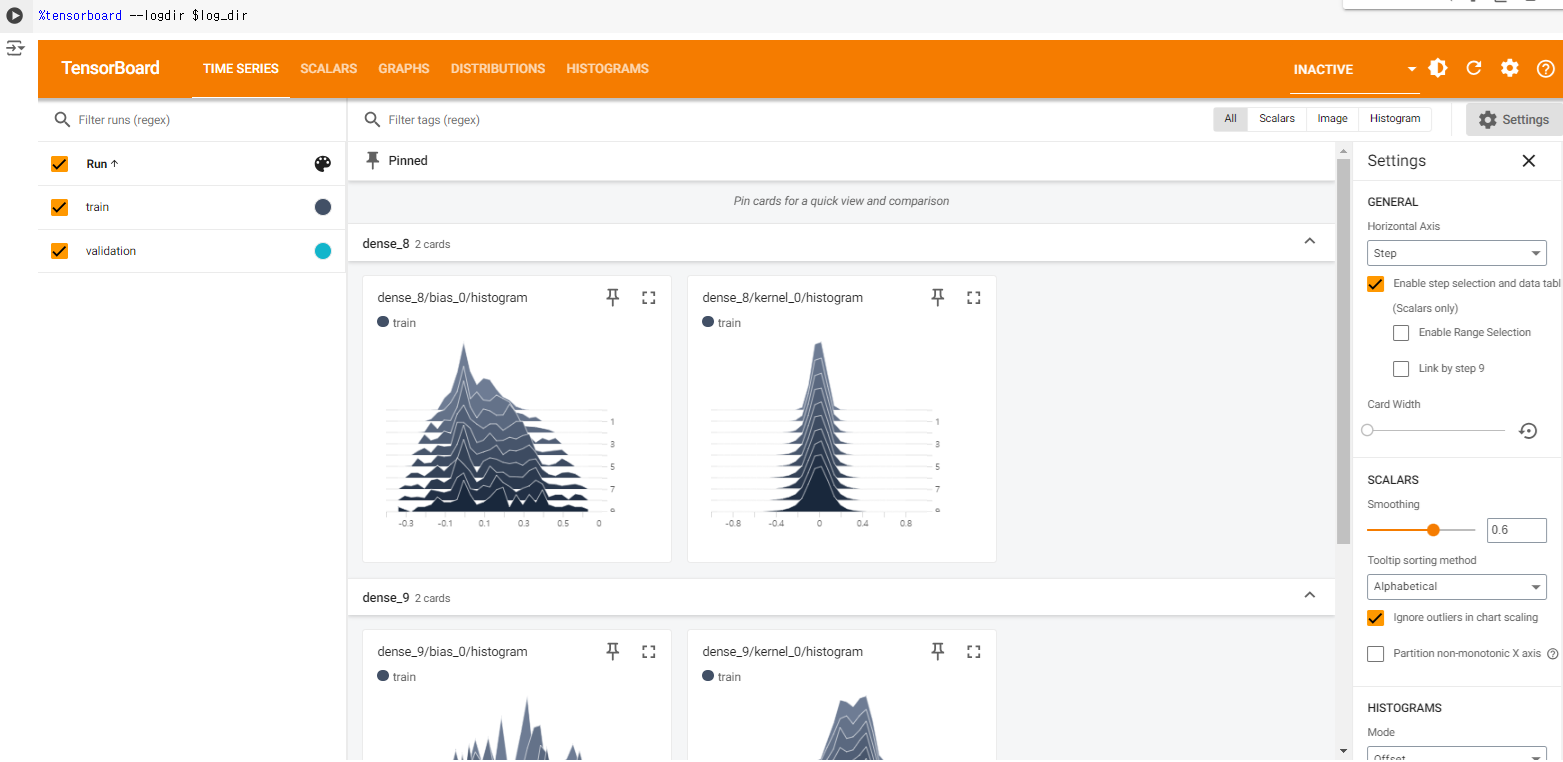 %tensorboard --logdir $log_dir
TensorBoard TIME SERIES SCALARS GRAPHS DISTRIBUTIONS HISTOGRAMS INACTIVE
Filter runs (regex)
Filter tags (regex)
All Scalars Image Histogram
Settings
Run ↑
train
validation
Pinned
Pin cards for a quick view and comparison
dense_8 2 cards
dense_8/bias_0/histogram
train
1
3
5
7
9
-0.3 -0.1 0.1 0.3 0.5 0
dense_8/kernel_0/histogram
train
1
3
5
7
9
-0.8 -0.4 0 0.4 0.8
dense_9 2 cards
dense_9/bias_0/histogram
train
dense_9/kernel_0/histogram
train
Settings
GENERAL
Horizontal Axis
Step
Enable step selection and data tabl
(Scalars only)
Enable Range Selection
Link by step 9
Card Width
SCALARS
Smoothing
0.6
Tooltip sorting method
Alphabetical
Ignore outliers in chart scaling
Partition non-monotonic X axis
HISTOGRAMS
Mode
Offset